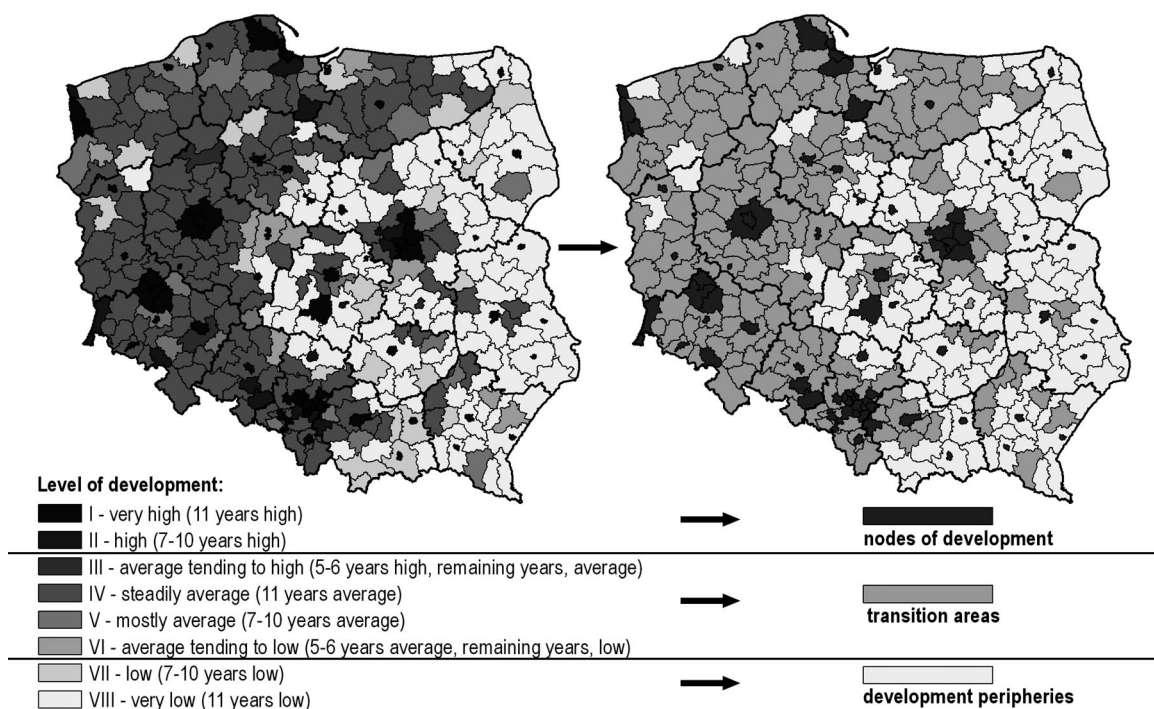 Level of development:
I - very high (11 years high)
II - high (7-10 years high)
nodes of development
III - average tending to high (5-6 years high, remaining years, average)
IV - steadily average (11 years average)
V - mostly average (7-10 years average)
transition areas
VI - average tending to low (5-6 years average, remaining years, low)
VII - low (7-10 years low)
VIII - very low (11 years low)
development peripheries